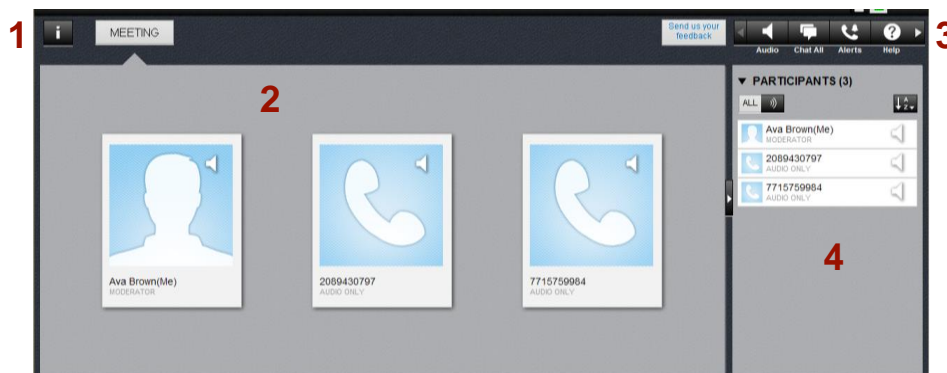 1
i
MEETING
Send us your
feedback
Audio
Chat All
Alerts
?
Help
3
2
Ava Brown(Me)
MODERATOR
2089430797
AUDIO ONLY
7715759984
AUDIO ONLY
PARTICIPANTS (3)
ALL
A
Z
Ava Brown(Me)
MODERATOR
2089430797
AUDIO ONLY
7715759984
AUDIO ONLY
4